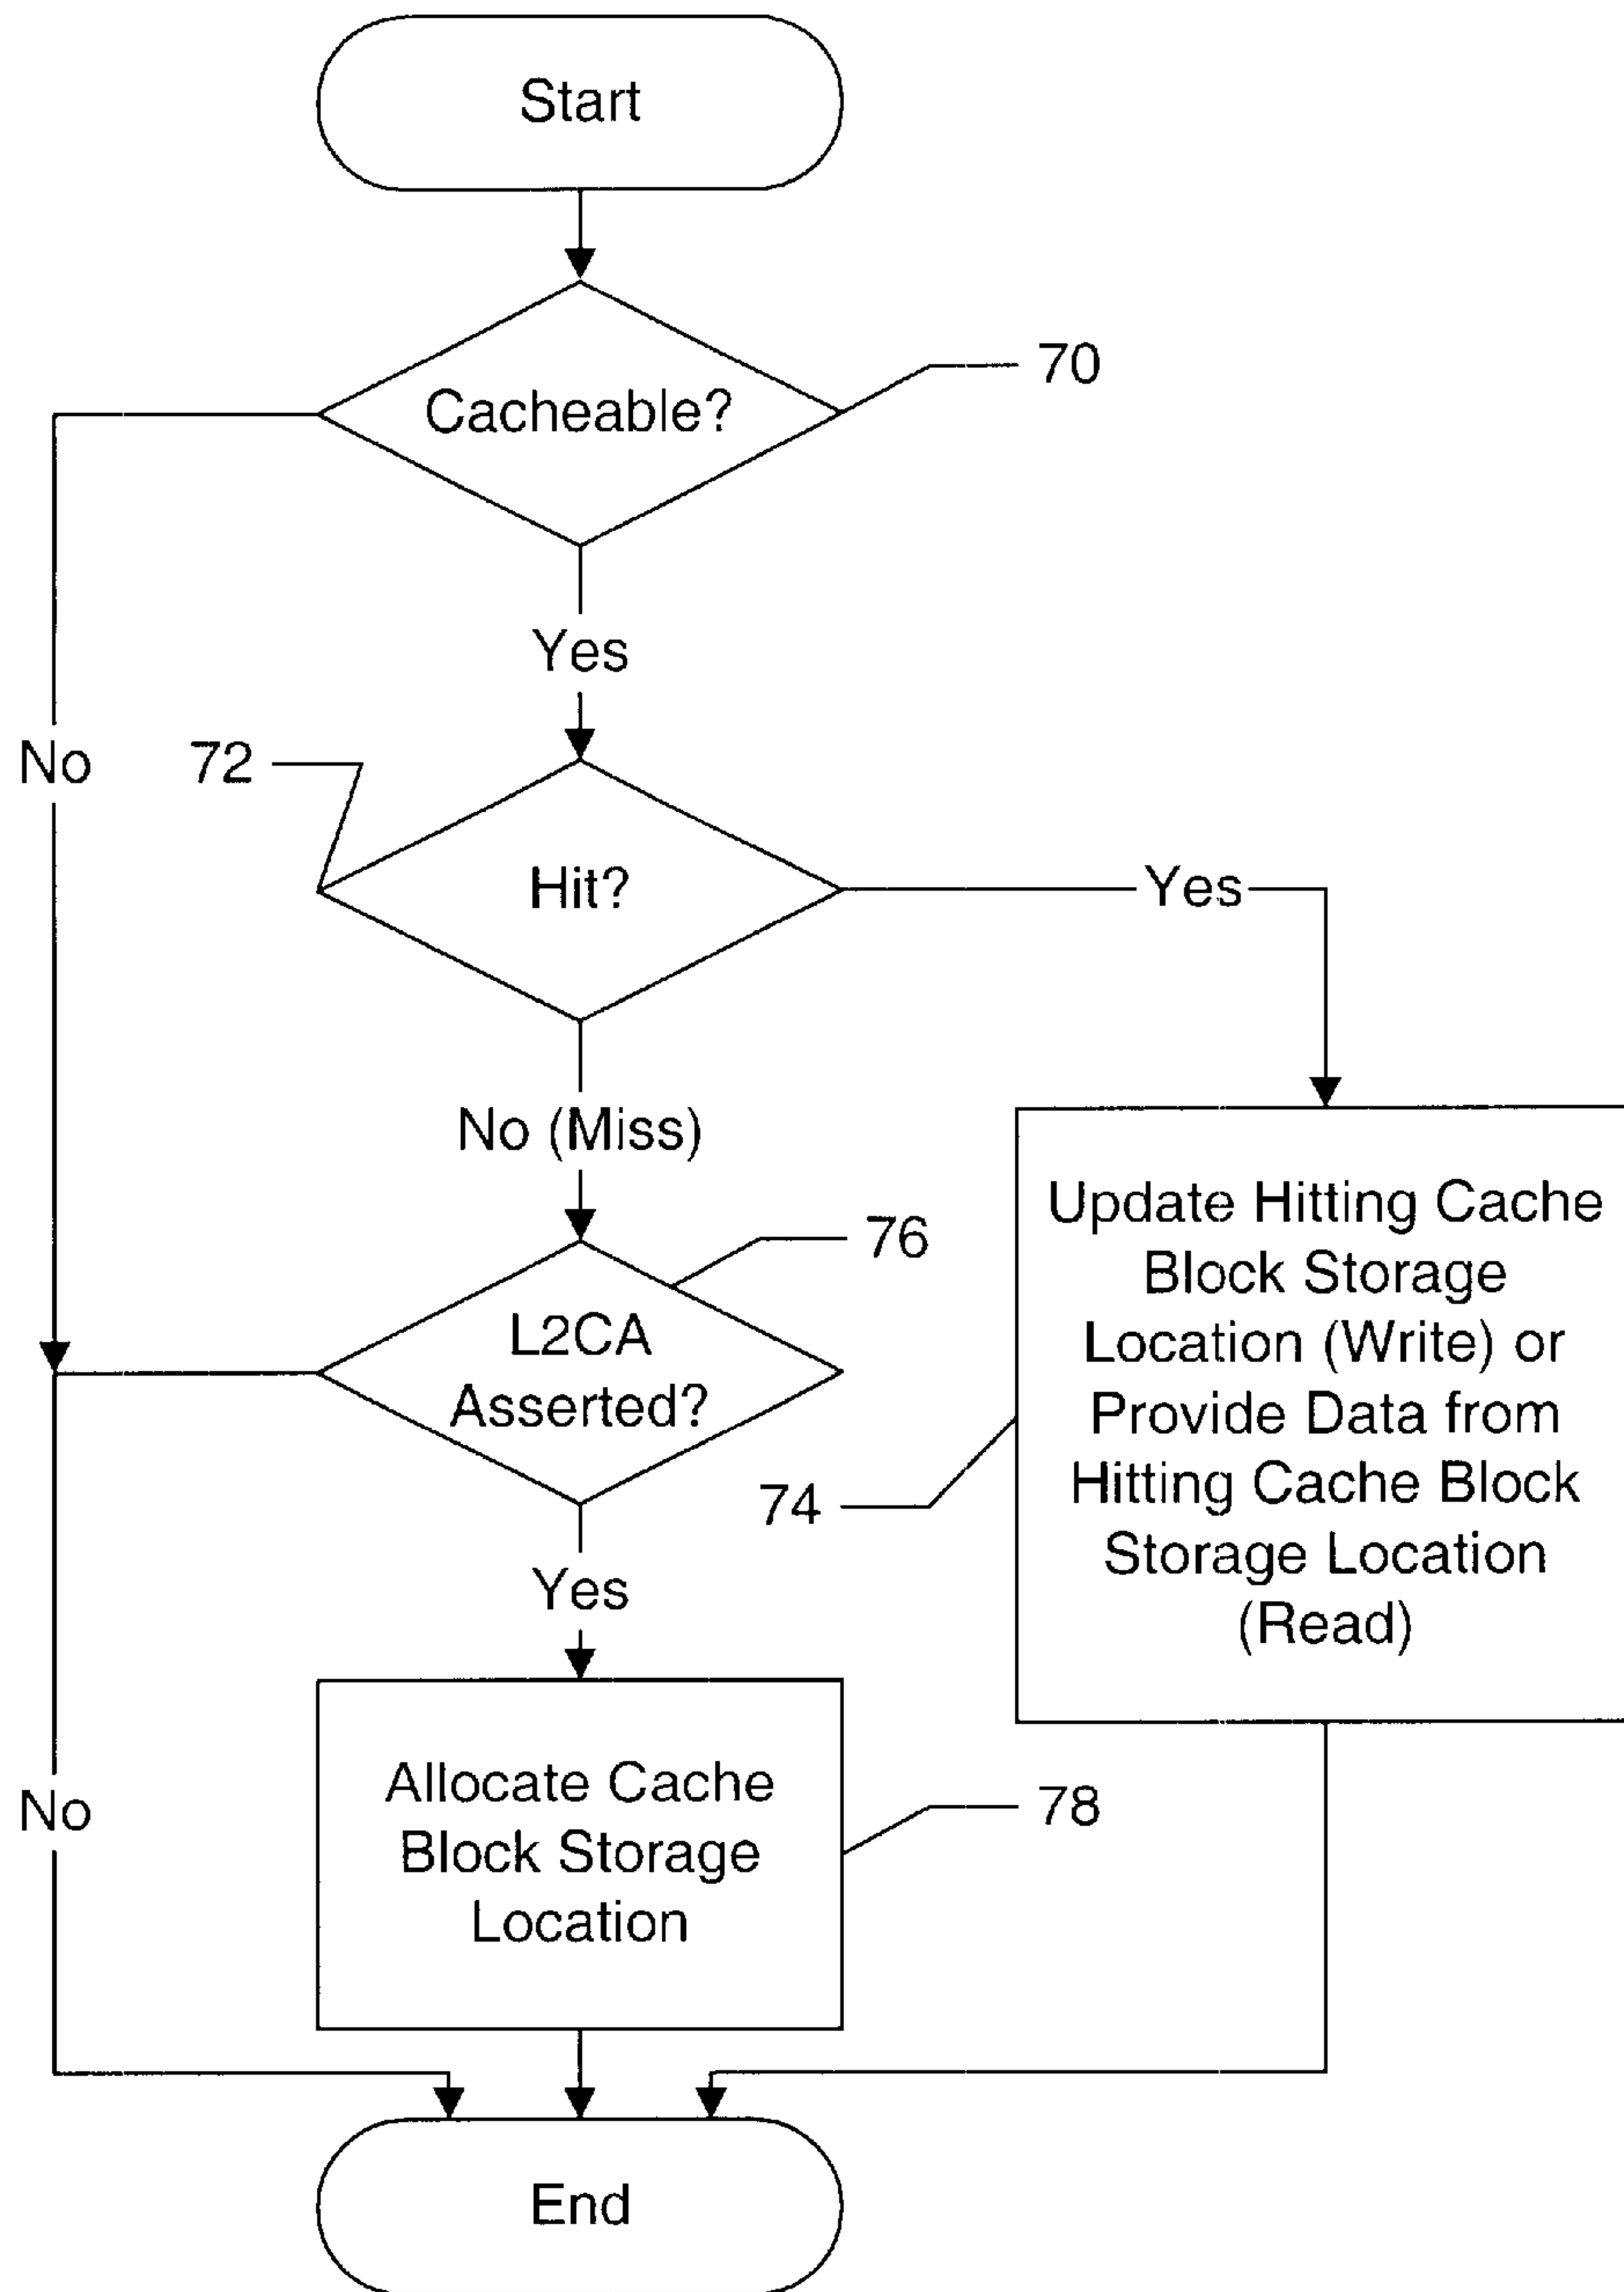 Start
70
Cacheable?
Yes
No
72
Hit?
Yes
No (Miss)
76
L2CA
Asserted?
Update Hitting Cache
Block Storage
Location (Write) or
Provide Data from
Hitting Cache Block
Storage Location
(Read)
74
Yes
Allocate Cache
Block Storage
Location
78
No
End